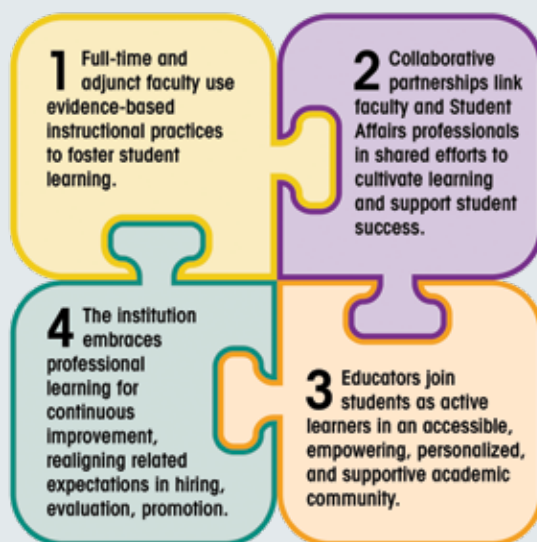 1 Full-time and
adjunct faculty use
evidence-based
instructional practices
to foster student
learning.
2 Collaborative
partnerships link
faculty and Student
Affairs professionals
in shared efforts to
cultivate learning
and support student
success.
3 Educators join
students as active
learners in an accessible,
empowering, personalized,
and supportive academic
community.
4 The institution
embraces
professional
learning for
continuous
improvement,
realigning related
expectations in hiring,
evaluation, promotion.